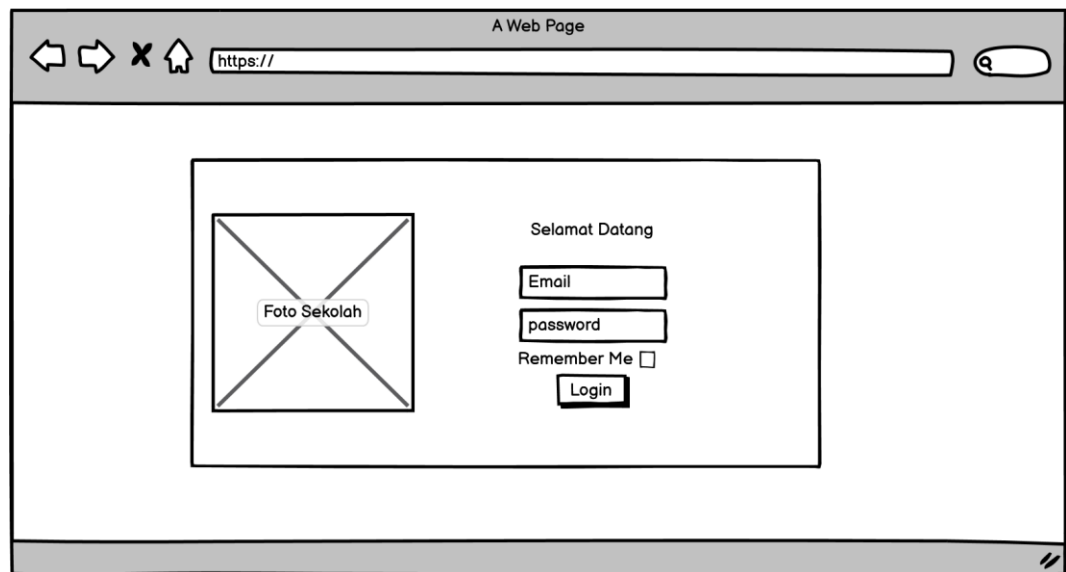 A Web Page
https://
Foto Sekolah
Selamat Datang
Email
password
Remember Me
Login